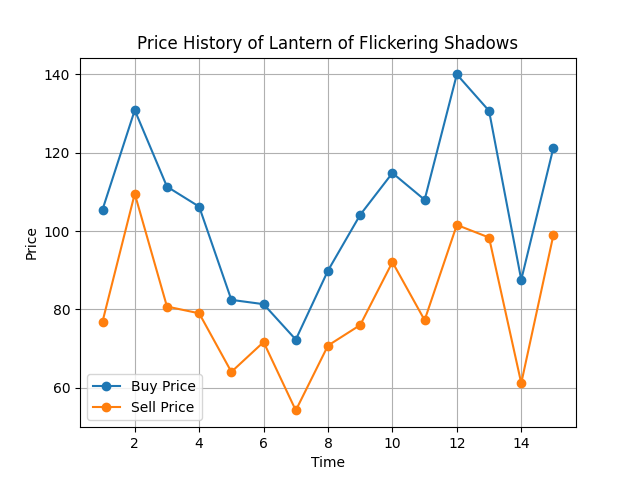 Price History of Lantern of Flickering Shadows
140
120
100
80
60
Price
Buy Price
Sell Price
2 4 6 8 10 12 14
Time